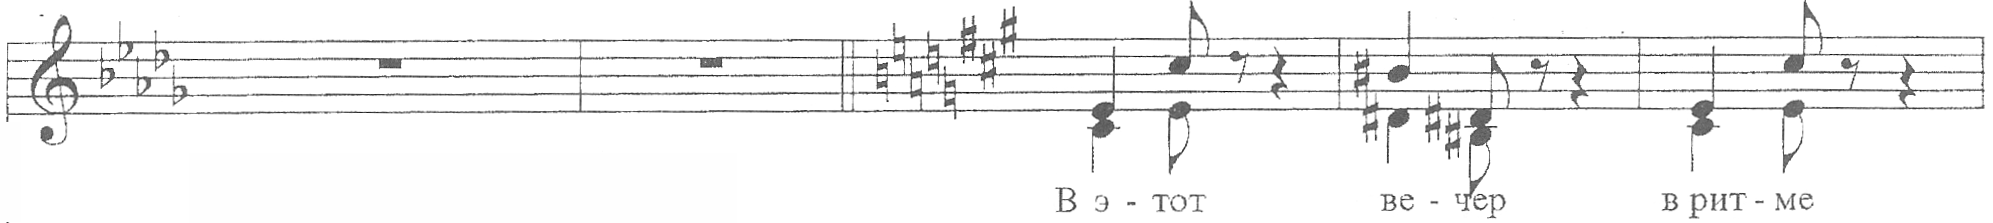 В э - тот ве - чер в рит - ме